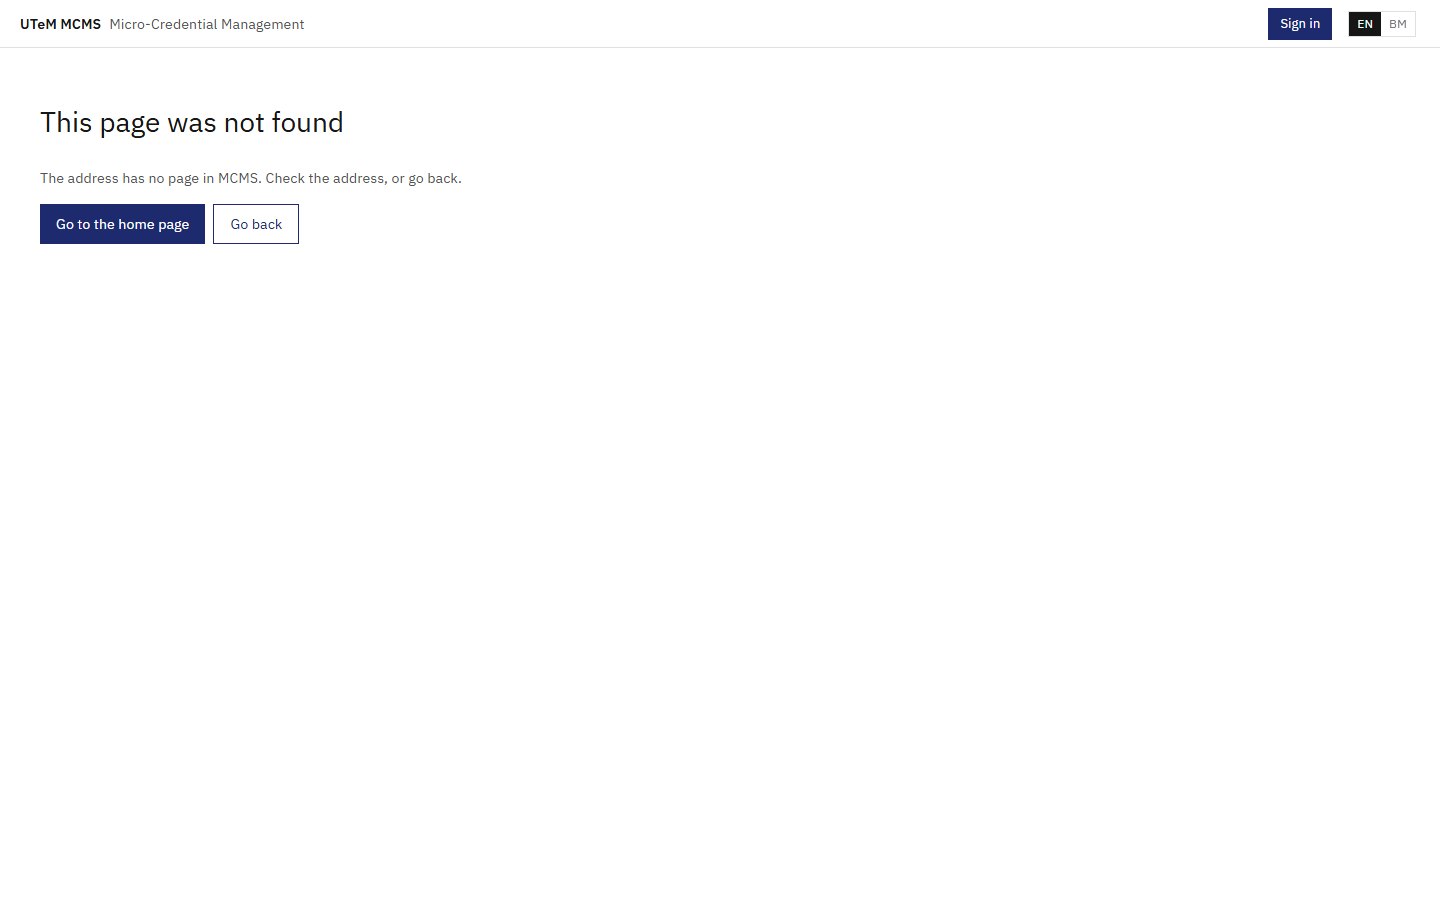 UTeM MCMS Micro-Credential Management
Sign in
EN BM
This page was not found
The address has no page in MCMS. Check the address, or go back.
Go to the home page
Go back